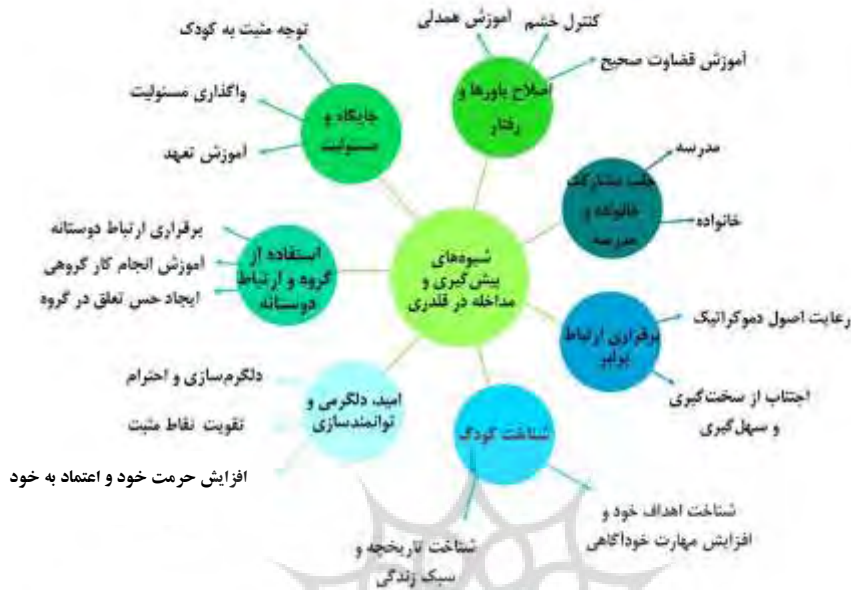 شیوه‌های
پیش‌گیری و
مداخله در قلدری
اصلاح باورها و
رفتار
آموزش همدلی
کنترل خشم
آموزش قضاوت صحیح
جلب مشارکت
خانواده و
مدرسه
مدرسه
خانواده
برقراری ارتباط
برابر
رعایت اصول دموکراتیک
اجتناب از سخت‌گیری
و سهل‌گیری
شناخت کودک
شناخت اهداف خود و
افزایش مهارت خودآگاهی
شناخت تاریخچه و
سبک زندگی
امید، دلگرمی و
توانمندسازی
دلگرم‌سازی و احترام
تقویت نقاط مثبت
افزایش حرمت خود و اعتماد به خود
استفاده از
گروه و ارتباط
دوستانه
برقراری ارتباط دوستانه
آموزش انجام کار گروهی
ایجاد حس تعلق در گروه
جایگاه و
مسئولیت
توجه مثبت به کودک
واگذاری مسئولیت
آموزش تعهد